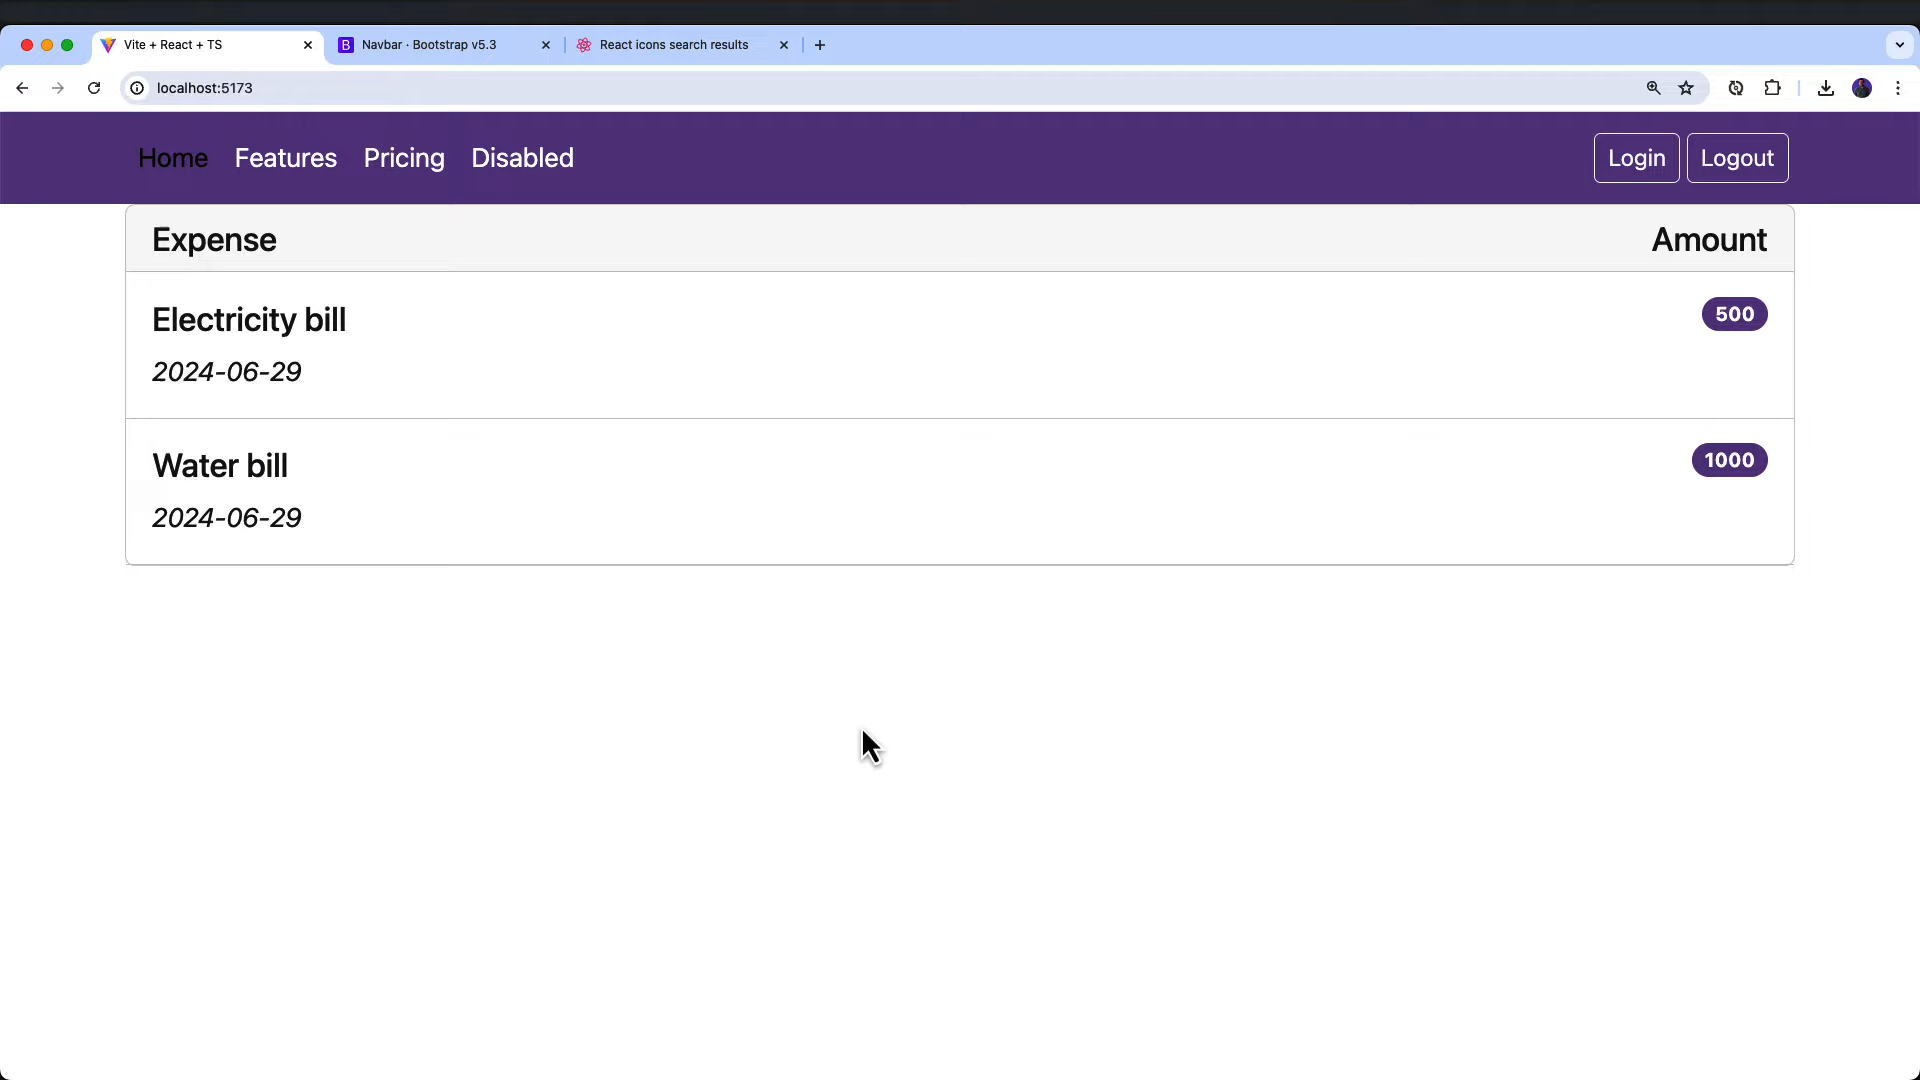 Vite + React + TS
Navbar · Bootstrap v5.3
React icons search results
localhost:5173
Home Features Pricing Disabled Login Logout
Expense Amount
Electricity bill 500
2024-06-29
Water bill 1000
2024-06-29